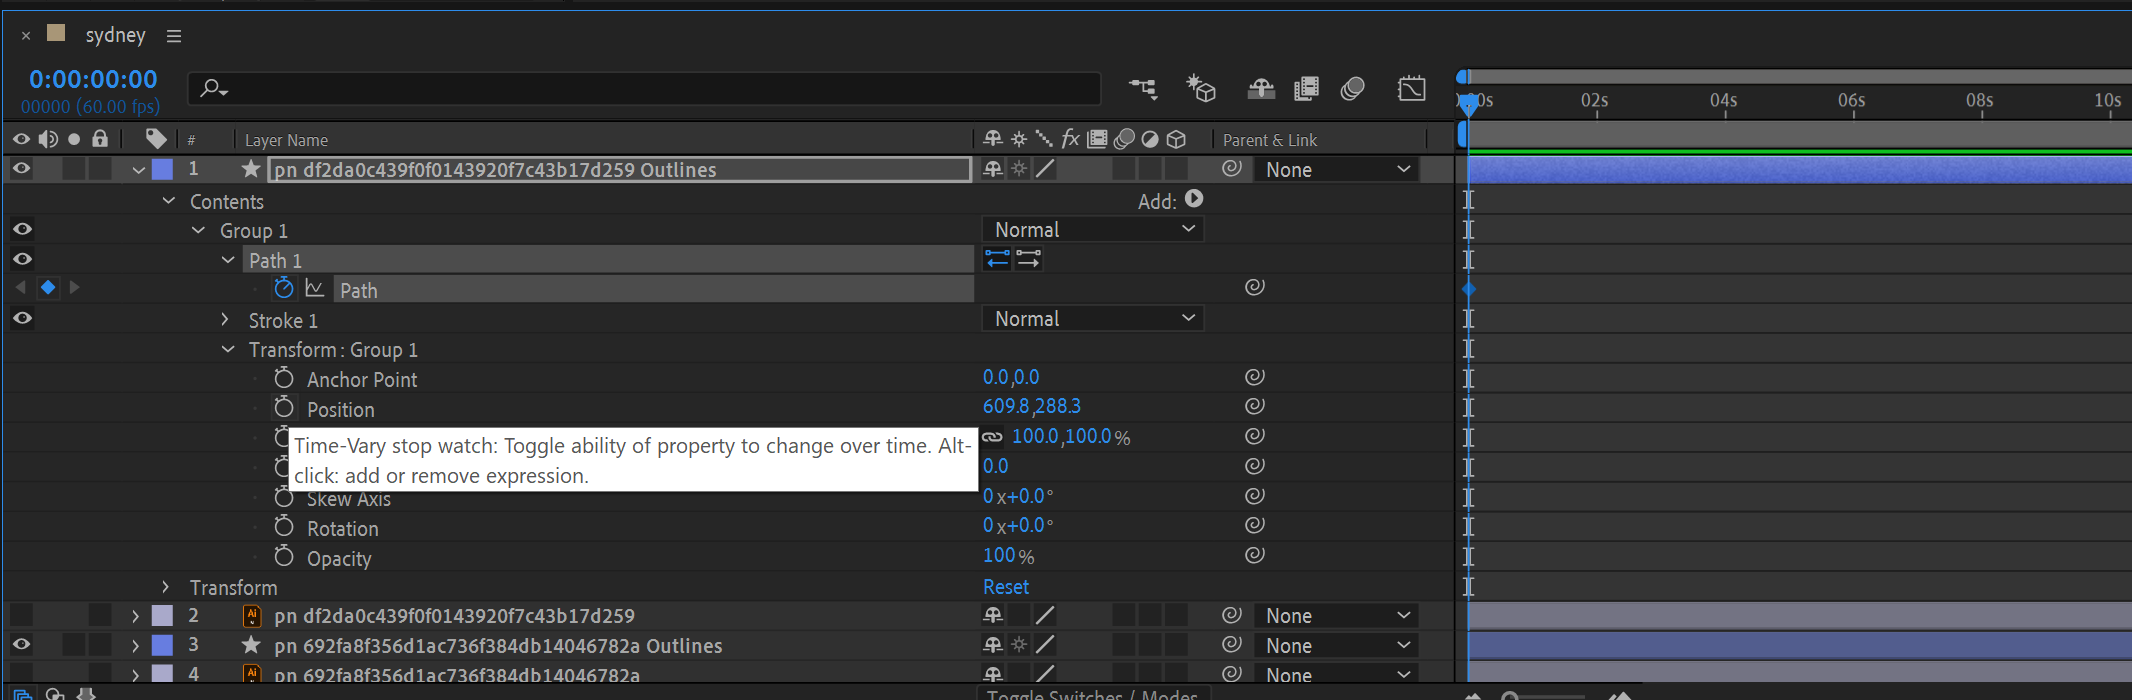 sydney
0:00:00:00
00000 (60.00 fps)
00s 02s 04s 06s 08s 10s
# Layer Name fx Parent & Link
1 pn df2da0c439f0f0143920f7c43b17d259 Outlines None
Contents Add:
Group 1 Normal
Path 1
Path
Stroke 1 Normal
Transform: Group 1
Anchor Point 0.0,0.0
Position 609.8,288.3
Time-Vary stop watch: Toggle ability of property to change over time. Alt-
click: add or remove expression.
100.0,100.0 %
0.0
Skew Axis 0 x+0.0°
Rotation 0 x+0.0°
Opacity 100 %
Transform Reset
2 Ai pn df2da0c439f0f0143920f7c43b17d259 None
3 pn 692fa8f356d1ac736f384db14046782a Outlines None
4 Ai pn 692fa8f356d1ac736f384db14046782a None
Toggle Switches / Modes